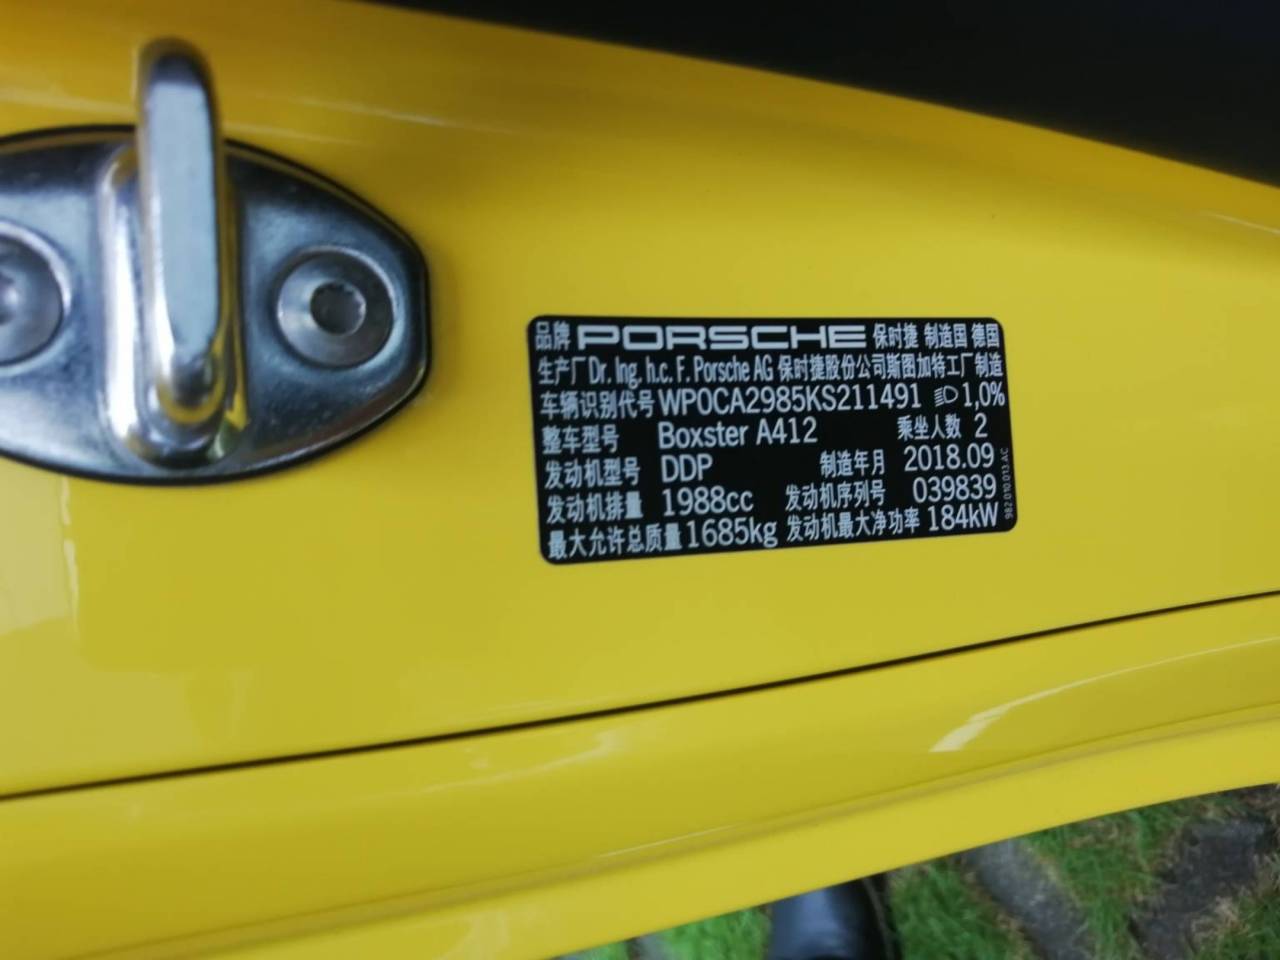 品牌 PORSCHE 保时捷 制造国 德国
生产厂 Dr. Ing. h.c. F. Porsche AG 保时捷股份公司斯图加特工厂制造
车辆识别代号 WP0CA2985KS211491 1,0%
整车型号 Boxster A412 乘坐人数 2
发动机型号 DDP 制造年月 2018.09
发动机排量 1988cc 发动机序列号 039839
最大允许总质量 1685kg 发动机最大净功率 184kW
982.010.013.AC